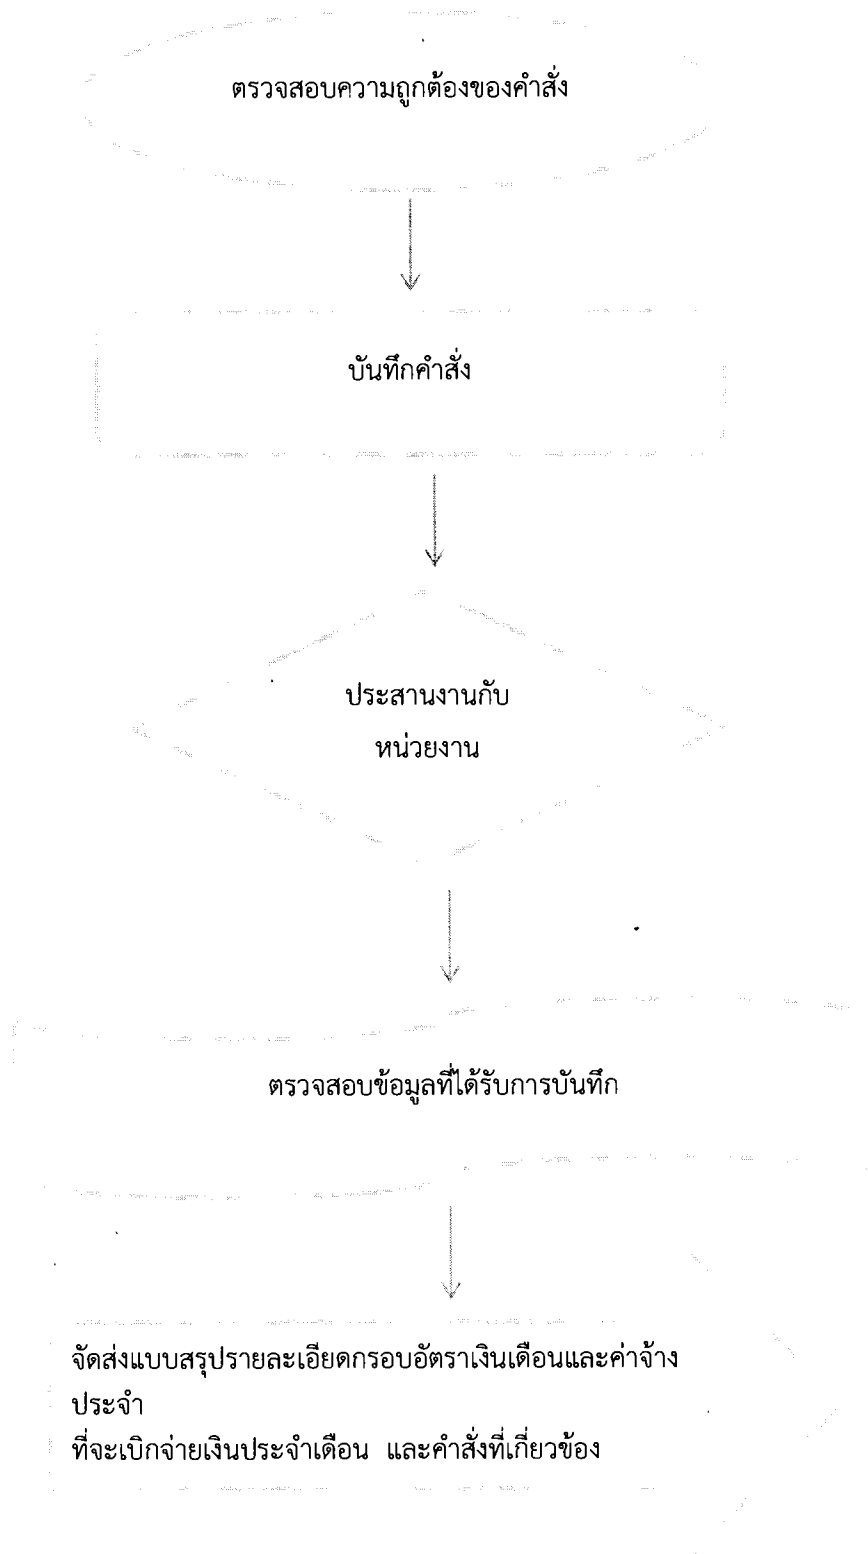 ตรวจสอบความถูกต้องของคำสั่ง
บันทึกคำสั่ง
ประสานงานกับ
หน่วยงาน
ตรวจสอบข้อมูลที่ได้รับการบันทึก
จัดส่งแบบสรุปรายละเอียดกรอบอัตราเงินเดือนและค่าจ้าง
ประจำ
ที่จะเบิกจ่ายเงินประจำเดือน และคำสั่งที่เกี่ยวข้อง